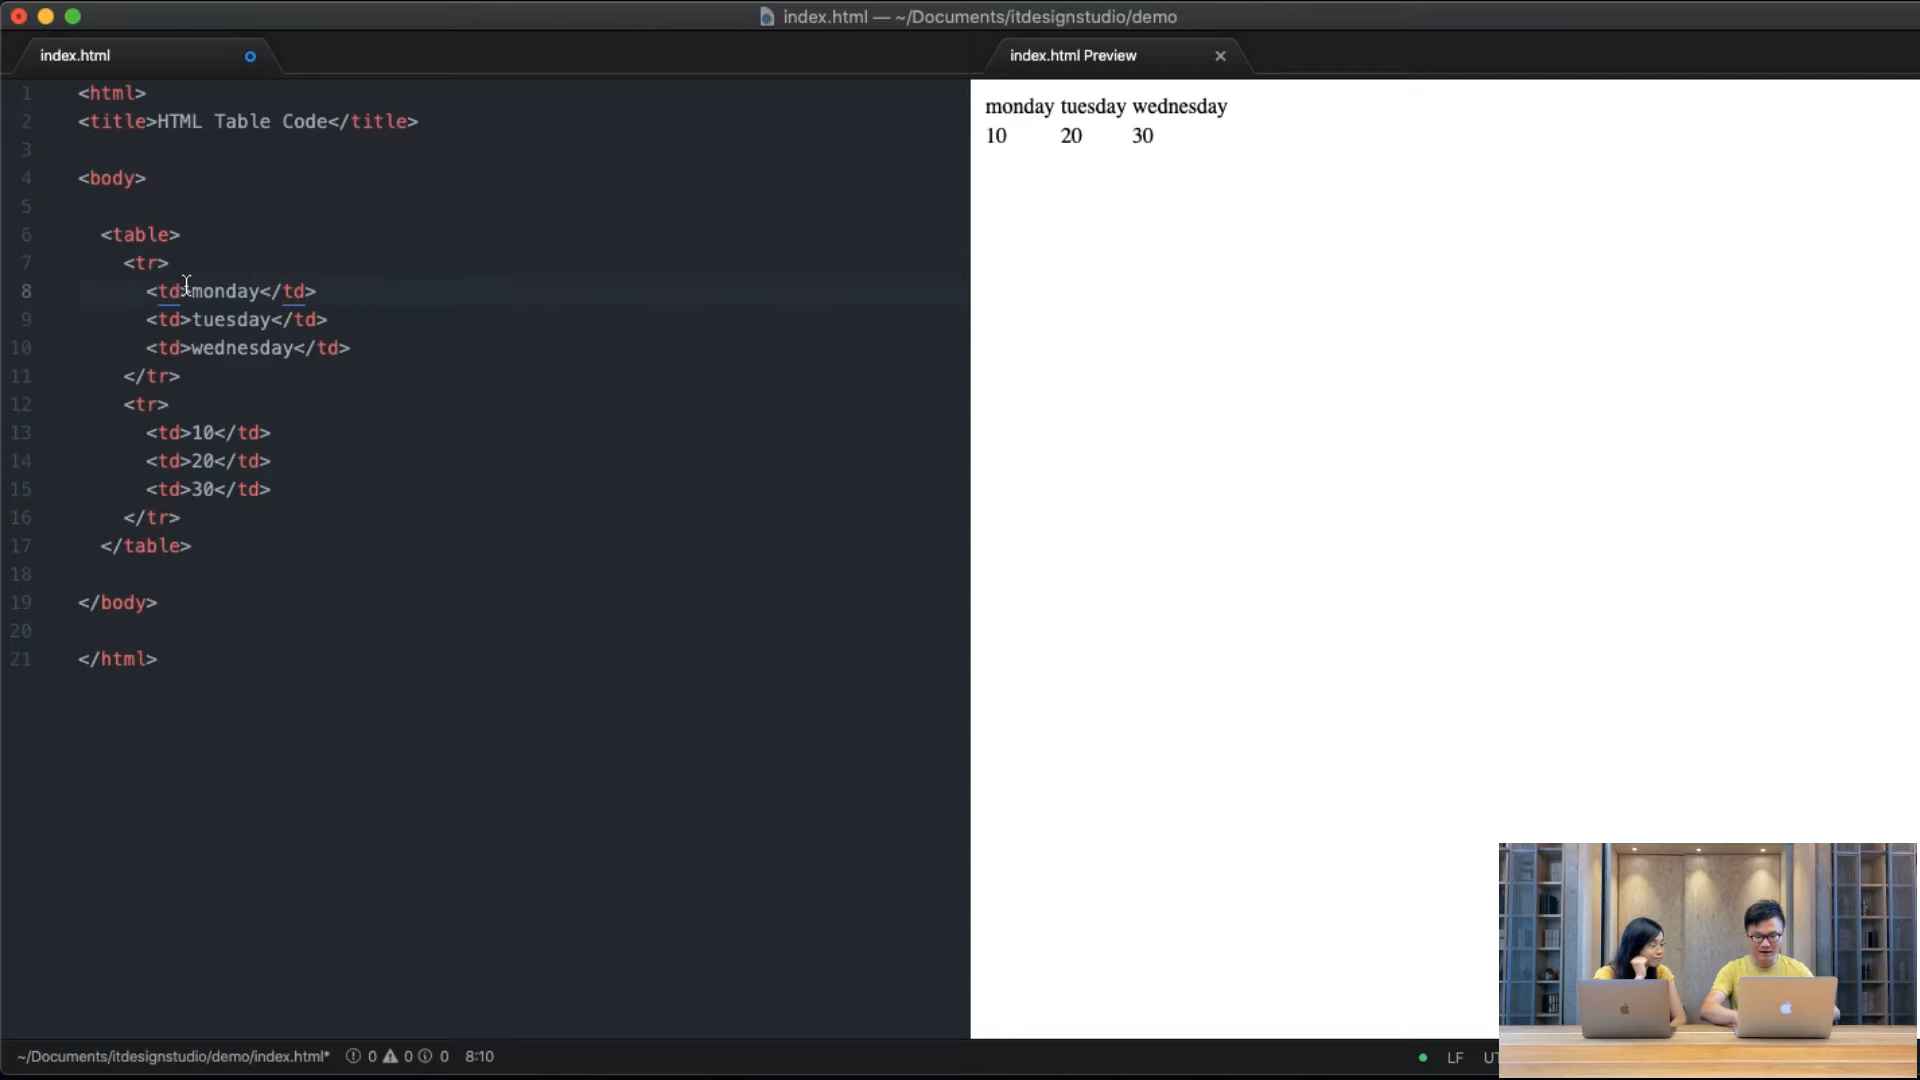 index.html — ~/Documents/itdesignstudio/demo
index.html
index.html Preview
1 <html>
2 <title>HTML Table Code</title>
3
4 <body>
5
6 <table>
7 <tr>
8 <td>monday</td>
9 <td>tuesday</td>
10 <td>wednesday</td>
11 </tr>
12 <tr>
13 <td>10</td>
14 <td>20</td>
15 <td>30</td>
16 </tr>
17 </table>
18
19 </body>
20
21 </html>
monday tuesday wednesday
10 20 30
~/Documents/itdesignstudio/demo/index.html* 0 0 0 8:10
LF UT